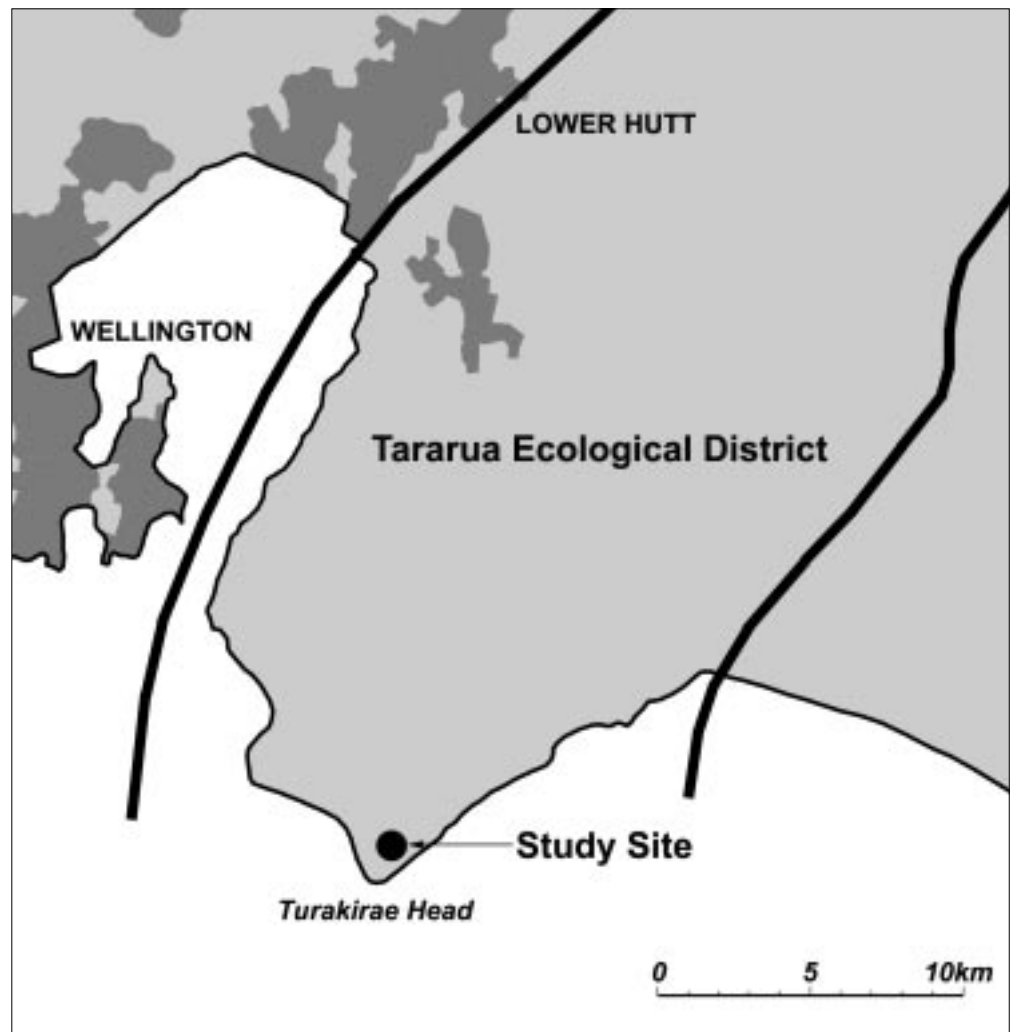 LOWER HUTT
WELLINGTON
Tararua Ecological District
Study Site
Turakirae Head
0 5 10km